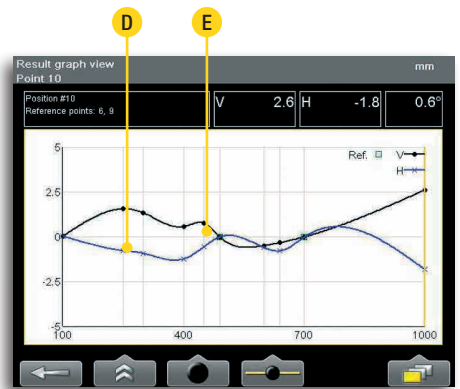 D E
Result graph view mm
Point 10
Position #10
Reference points: 6, 9
V 2.6 H -1.8 0.6°
Ref. V
H
5
2.5
0
-2.5
-5
100 400 700 1000